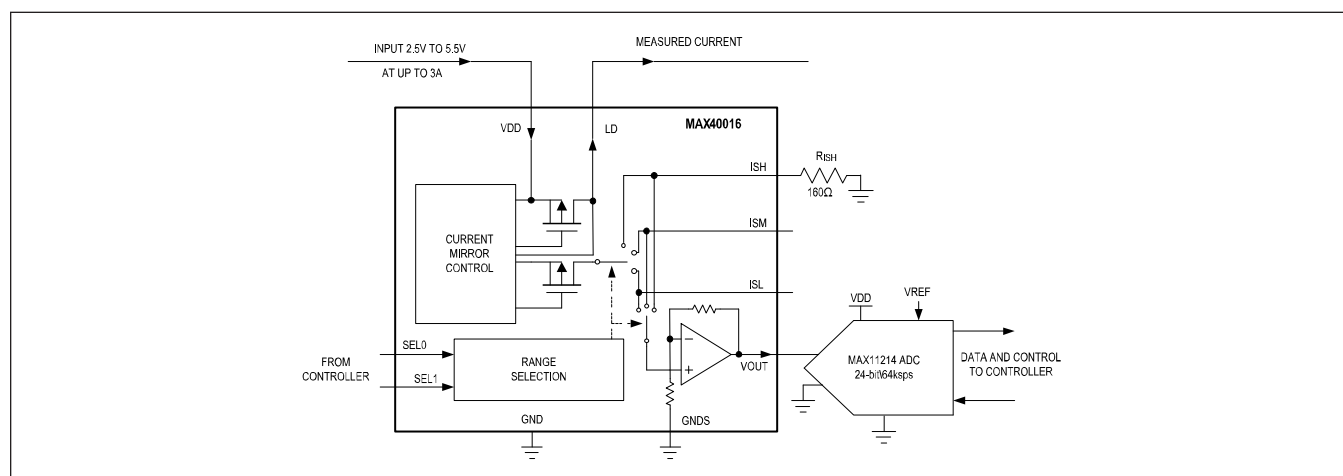 INPUT 2.5V TO 5.5V
AT UP TO 3A
MEASURED CURRENT
MAX40016
VDD
LD
ISH
RISH
160Ω
ISM
CURRENT
MIRROR
CONTROL
ISL
VDD
VREF
SEL0
FROM
CONTROLLER
SEL1
RANGE
SELECTION
−
+
VOUT
MAX11214 ADC
24-bit\64ksps
DATA AND CONTROL
TO CONTROLLER
GND
GNDS